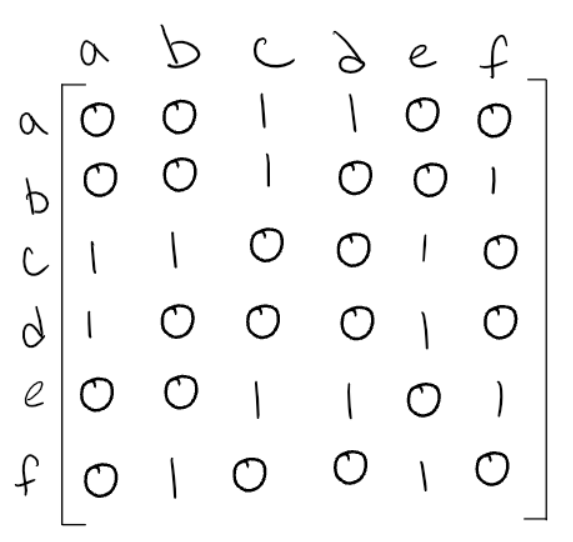 a b c d e f
a 0 0 1 1 0 0
b 0 0 1 0 0 1
c 1 1 0 0 1 0
d 1 0 0 0 1 0
e 0 0 1 1 0 1
f 0 1 0 0 1 0